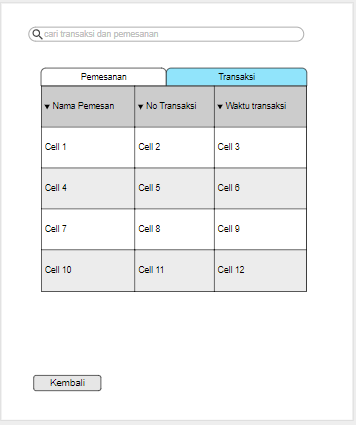 cari transaksi dan pemesanan
Pemesanan Transaksi
Nama Pemesan No Transaksi Waktu transaksi
Cell 1 Cell 2 Cell 3
Cell 4 Cell 5 Cell 6
Cell 7 Cell 8 Cell 9
Cell 10 Cell 11 Cell 12
Kembali